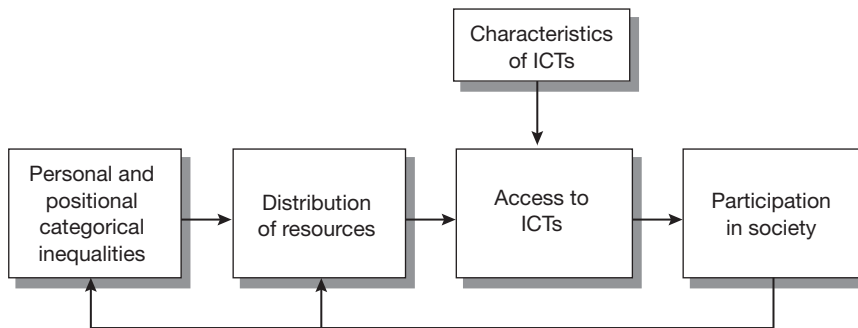 Characteristics
of ICTs
Personal and
positional
categorical
inequalities
Distribution
of resources
Access to
ICTs
Participation
in society